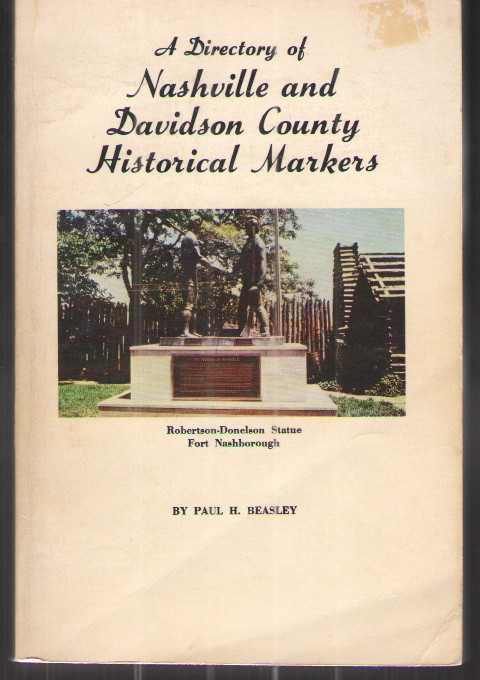 A Directory of
Nashville and
Davidson County
Historical Markers
Robertson-Donelson Statue
Fort Nashborough
BY PAUL H. BEASLEY